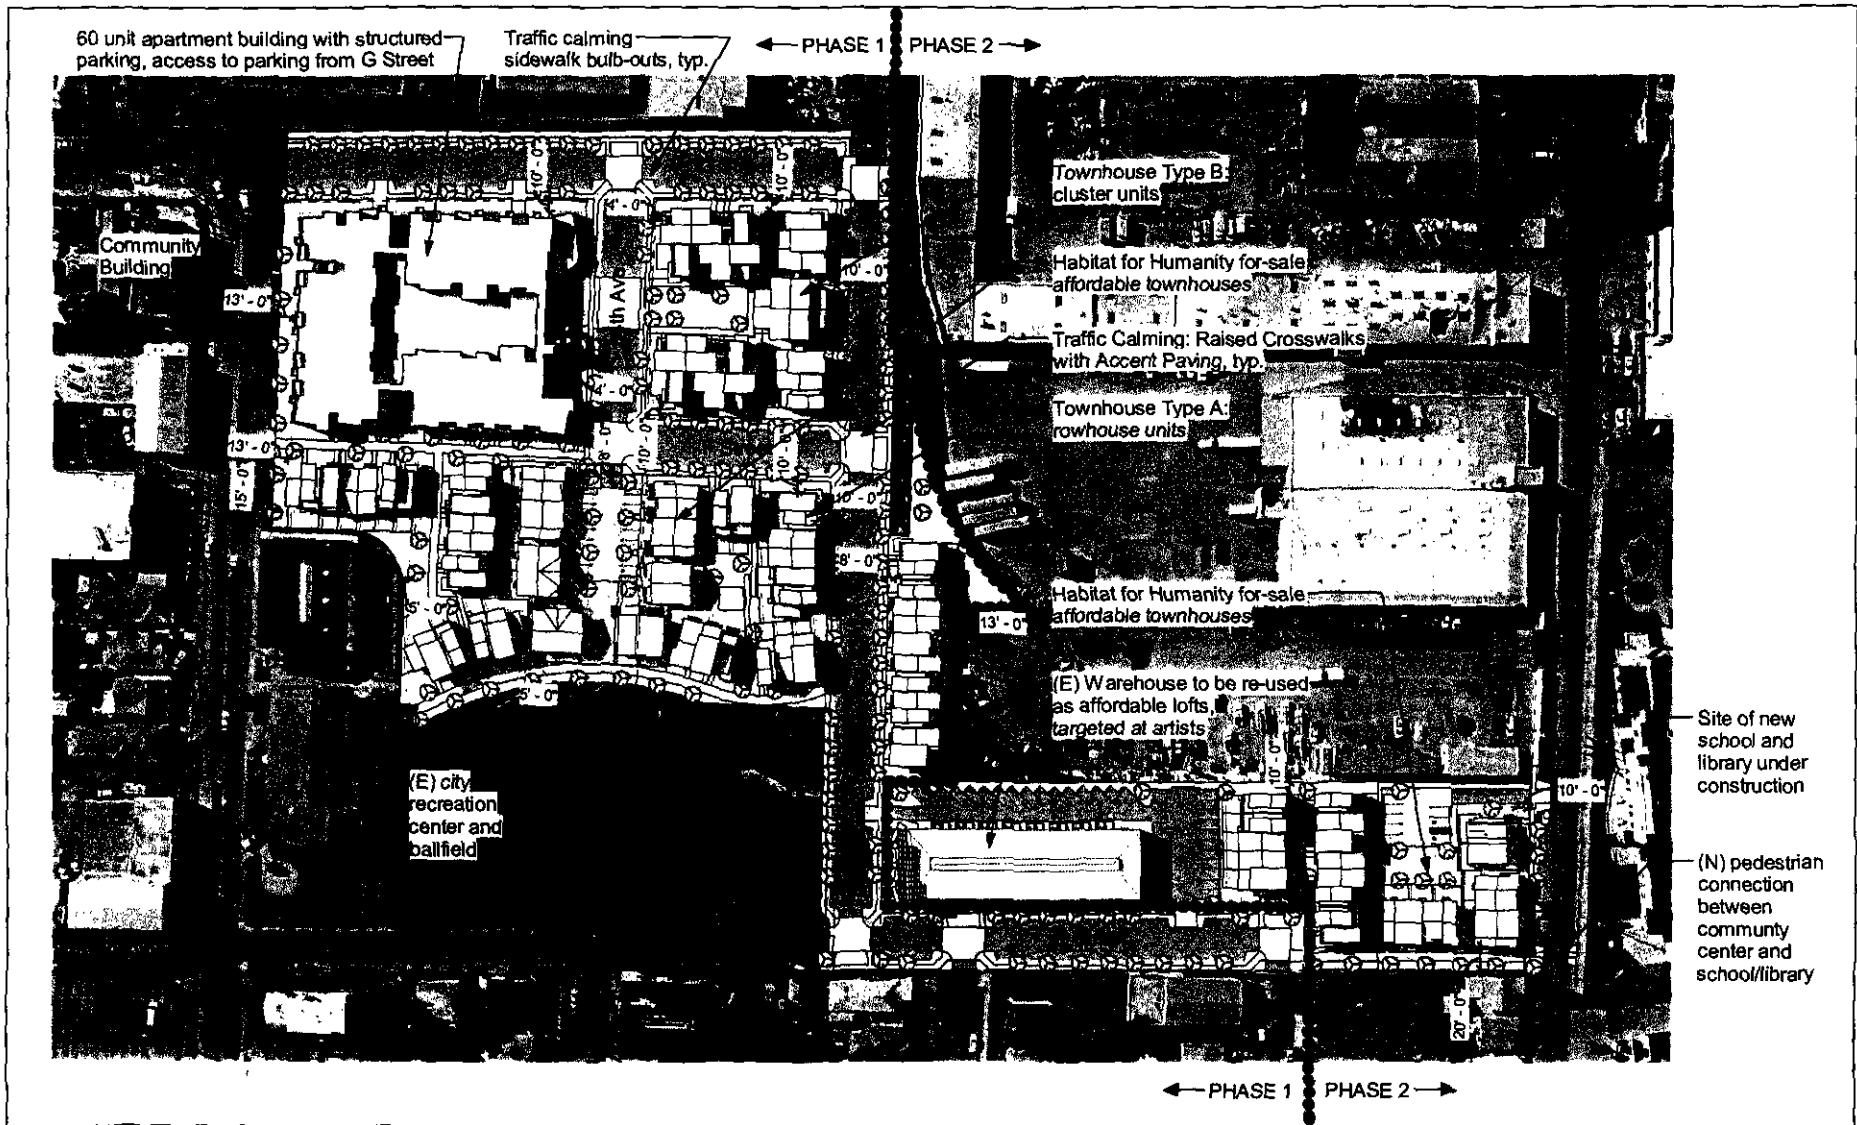 60 unit apartment building with structured
parking, access to parking from G Street
Traffic calming
sidewalk bulb-outs, typ.
PHASE 1
PHASE 2
Community
Building
Townhouse Type B:
cluster units
Habitat for Humanity for-sale
affordable townhouses
Traffic Calming: Raised Crosswalks
with Accent Paving, typ.
Townhouse Type A:
rowhouse units
Habitat for Humanity for-sale
affordable townhouses
(E) Warehouse to be re-used
as affordable lofts,
targeted at artists
(E) city
recreation
center and
ballfield
Site of new
school and
library under
construction
(N) pedestrian
connection
between
communty
center and
school/library
10' - 0"
10' - 0"
4' - 0"
10' - 0"
13' - 0"
th Ave
4' - 0"
13' - 0"
15' - 0"
8' - 0"
10' - 0"
10' - 0"
10' - 0"
8' - 0"
5' - 0"
13' - 0"
5' - 0"
10' - 0"
10' - 0"
20' - 0"
PHASE 1
PHASE 2